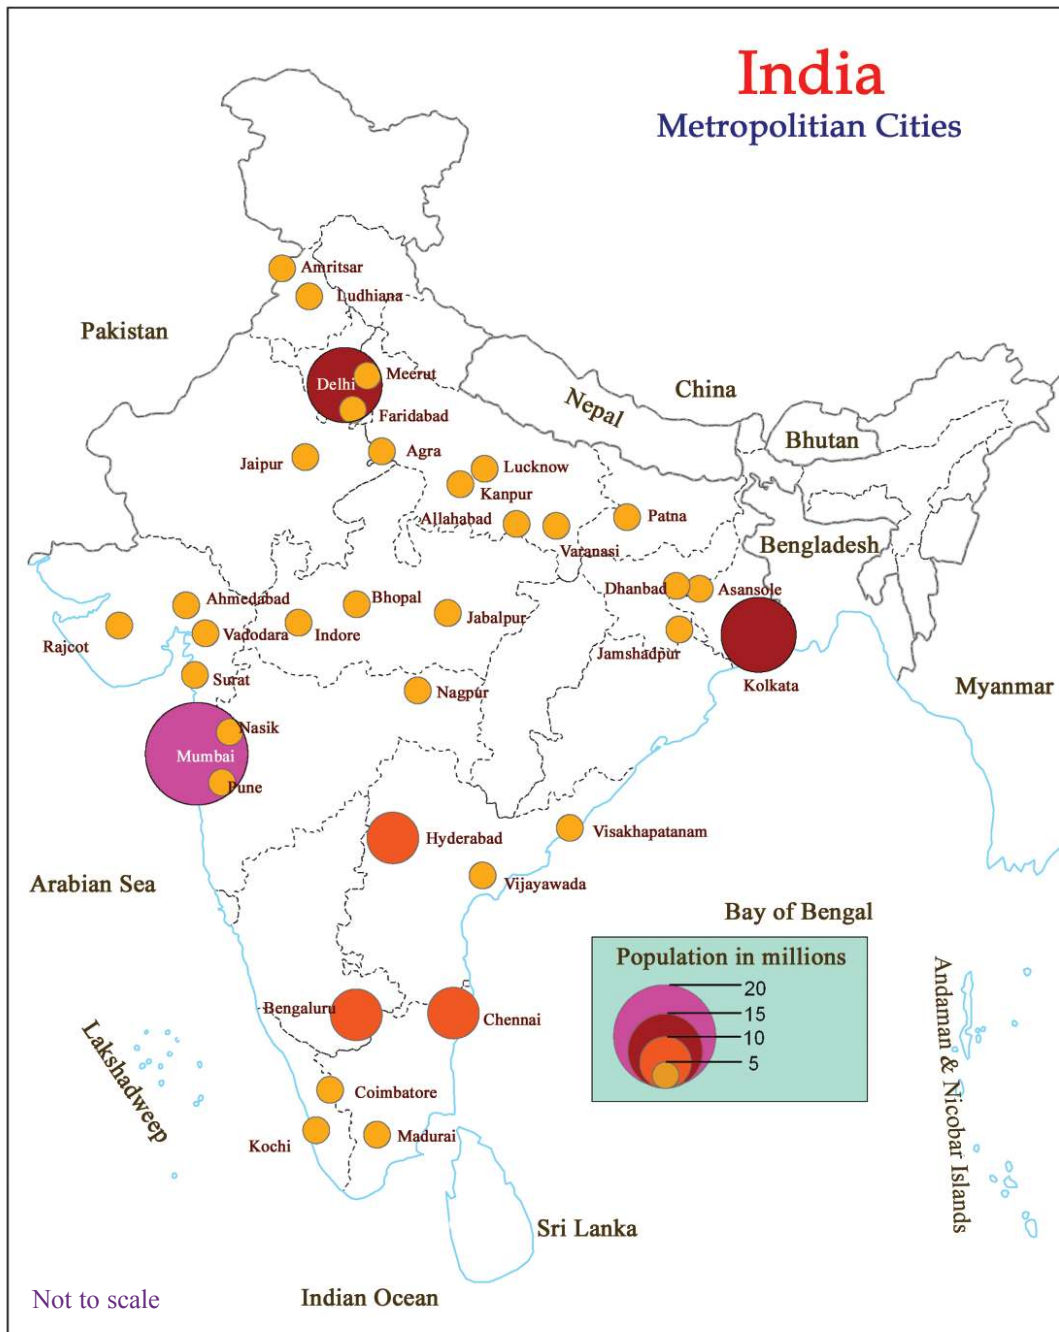 India
Metropolitian Cities
Amritsar
Ludhiana
Pakistan
Delhi
Meerut
Faridabad
China
Nepal
Bhutan
Jaipur
Agra
Lucknow
Kanpur
Allahabad
Varanasi
Patna
Bengladesh
Dhanbad
Asansole
Ahmedabad
Bhopal
Rajcot
Vadodara
Indore
Jabalpur
Jamshadpur
Kolkata
Surat
Nagpur
Myanmar
Nasik
Mumbai
Pune
Hyderabad
Visakhapatanam
Arabian Sea
Vijayawada
Bay of Bengal
Population in millions
20
15
10
5
Bengaluru
Chennai
Andaman & Nicobar Islands
Lakshadweep
Coimbatore
Kochi
Madurai
Sri Lanka
Not to scale
Indian Ocean